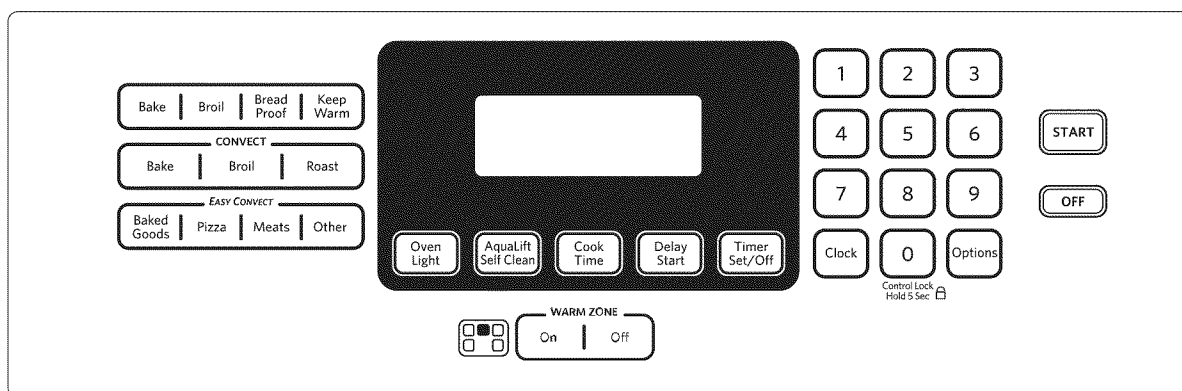 Bake Broil Bread Proof Keep Warm
CONVECT
Bake Broil Roast
EASY CONVECT
Baked Goods Pizza Meats Other
Oven Light
AquaLift Self Clean
Cook Time
Delay Start
Timer Set/Off
WARM ZONE
On Off
1 2 3
4 5 6
7 8 9
Clock 0 Options
Control Lock
Hold 5 Sec
START
OFF